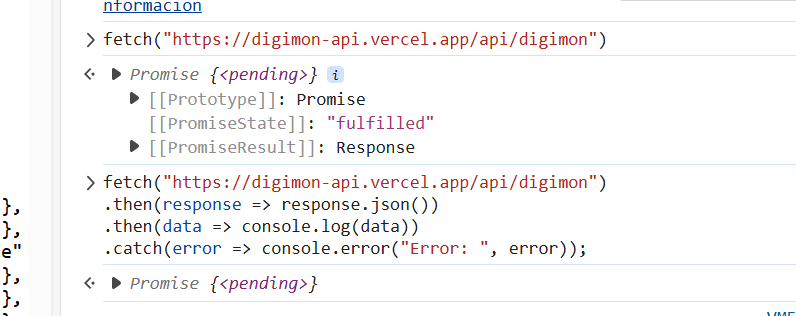 nformacion
> fetch("https://digimon-api.vercel.app/api/digimon")
Promise {<pending>} i
[[Prototype]]: Promise
[[PromiseState]]: "fulfilled"
[[PromiseResult]]: Response
> fetch("https://digimon-api.vercel.app/api/digimon")
.then(response => response.json())
.then(data => console.log(data))
.catch(error => console.error("Error: ", error));
Promise {<pending>}
},
},
e"
},
},